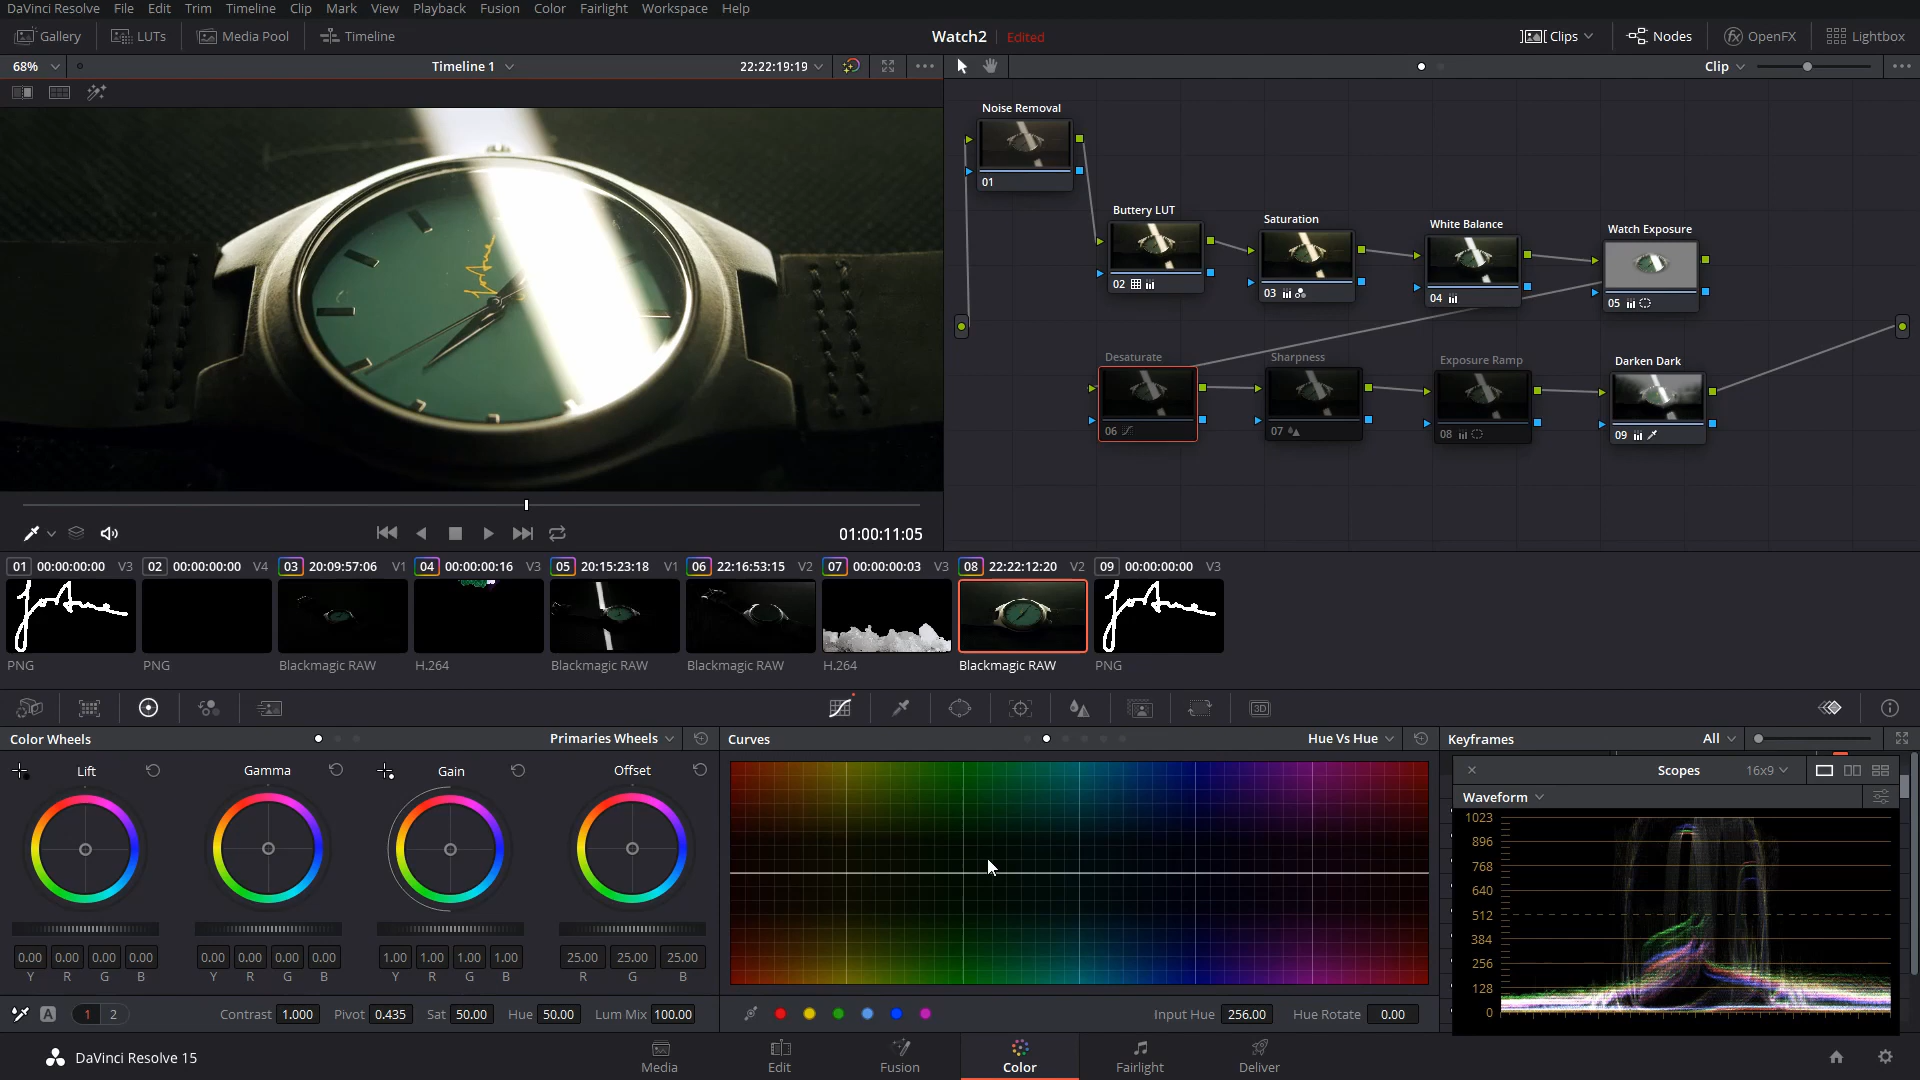 DaVinci Resolve File Edit Trim Timeline Clip Mark View Playback Fusion Color Fairlight Workspace Help
Gallery LUTs Media Pool Timeline Watch2 Edited Clips Nodes OpenFX Lightbox
68% Timeline 1 22:22:19:19 Clip
Noise Removal
01
Buttery LUT Saturation White Balance Watch Exposure
02 03 04 05
Desaturate Sharpness Exposure Ramp Darken Dark
06 07 08 09
01:00:11:05
01 00:00:00:00 V3 02 00:00:00:00 V4 03 20:09:57:06 V1 04 00:00:00:16 V3 05 20:15:23:18 V1 06 22:16:53:15 V2 07 00:00:00:03 V3 08 22:22:12:20 V2 09 00:00:00:00 V3
PNG PNG Blackmagic RAW H.264 Blackmagic RAW Blackmagic RAW H.264 Blackmagic RAW PNG
3D
Color Wheels Primaries Wheels Curves Hue Vs Hue Keyframes All
Lift Gamma Gain Offset
Scopes 16x9
Waveform
1023
896
768
640
512
384
256
128
0
0.00 0.00 0.00 0.00 0.00 0.00 0.00 0.00 1.00 1.00 1.00 1.00 25.00 25.00 25.00
Y R G B Y R G B Y R G B R G B
A 1 2 Contrast 1.000 Pivot 0.435 Sat 50.00 Hue 50.00 Lum Mix 100.00 Input Hue 256.00 Hue Rotate 0.00
DaVinci Resolve 15 Media Edit Fusion Color Fairlight Deliver